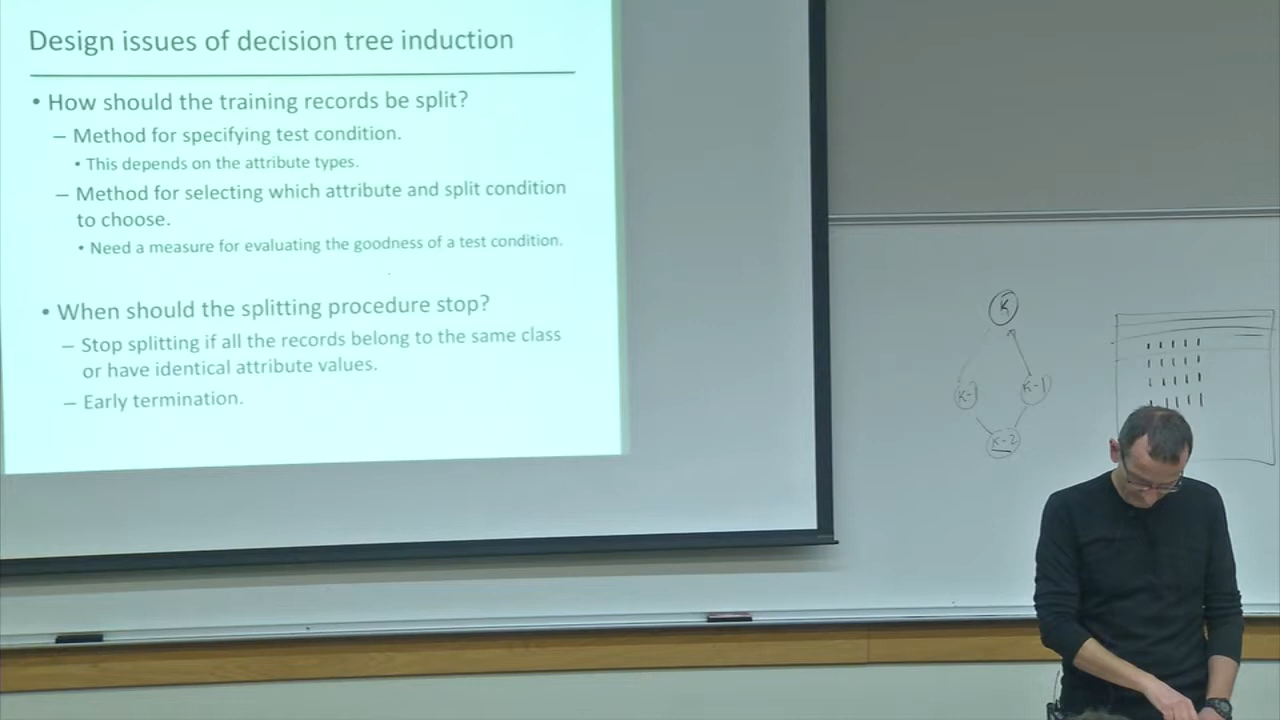 Design issues of decision tree induction
• How should the training records be split?
– Method for specifying test condition.
• This depends on the attribute types.
– Method for selecting which attribute and split condition
to choose.
• Need a measure for evaluating the goodness of a test condition.
• When should the splitting procedure stop?
– Stop splitting if all the records belong to the same class
or have identical attribute values.
– Early termination.
K
K-1 K-1
K-2